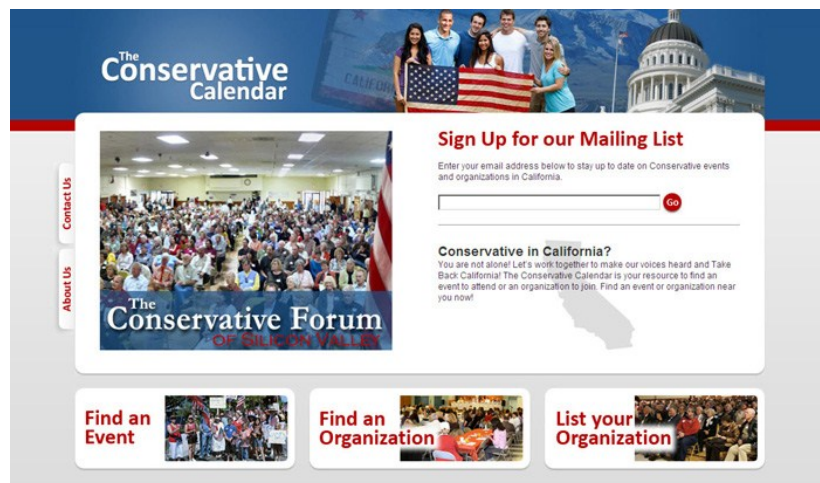 The
Conservative
Calendar
Contact Us
About Us
The
Conservative Forum
OF SILICON VALLEY
Sign Up for our Mailing List
Enter your email address below to stay up to date on Conservative events
and organizations in California.
Go
Conservative in California?
You are not alone! Let's work together to make our voices heard and Take
Back California! The Conservative Calendar is your resource to find an
event to attend or an organization to join. Find an event or organization near
you now!
Find an
Event
Find an
Organization
List your
Organization